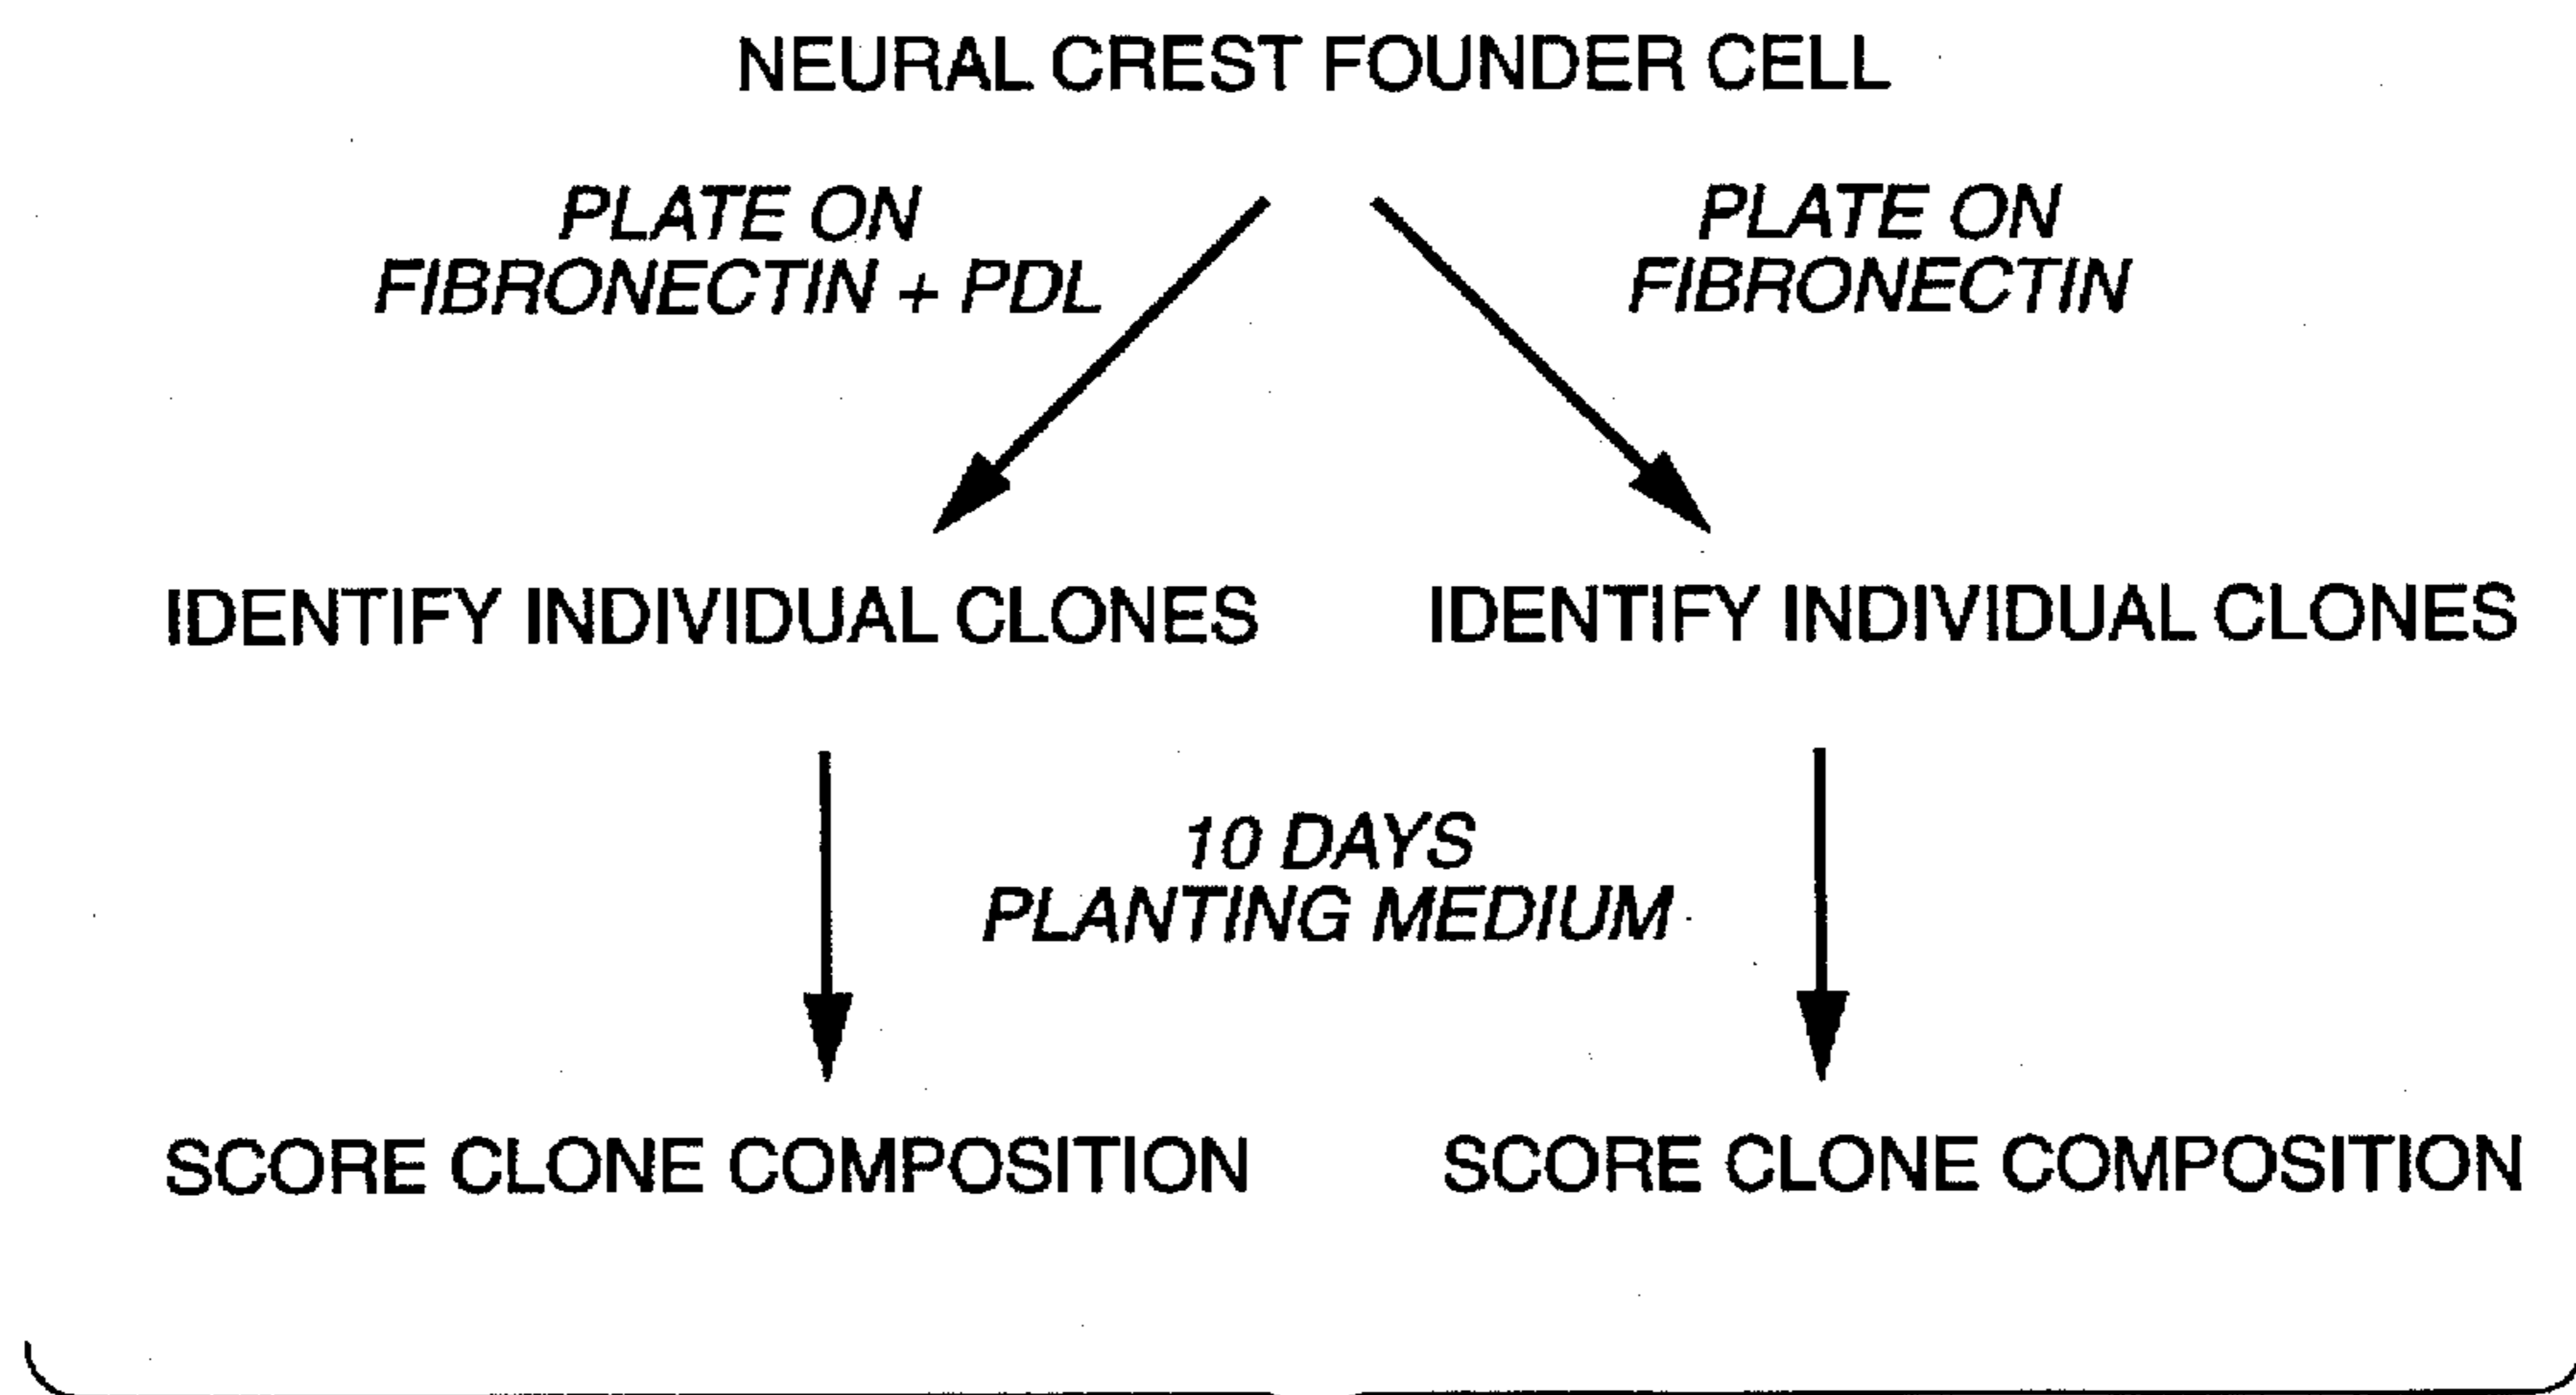 NEURAL CREST FOUNDER CELL
PLATE ON
FIBRONECTIN + PDL
PLATE ON
FIBRONECTIN
IDENTIFY INDIVIDUAL CLONES
IDENTIFY INDIVIDUAL CLONES
10 DAYS
PLANTING MEDIUM
SCORE CLONE COMPOSITION
SCORE CLONE COMPOSITION